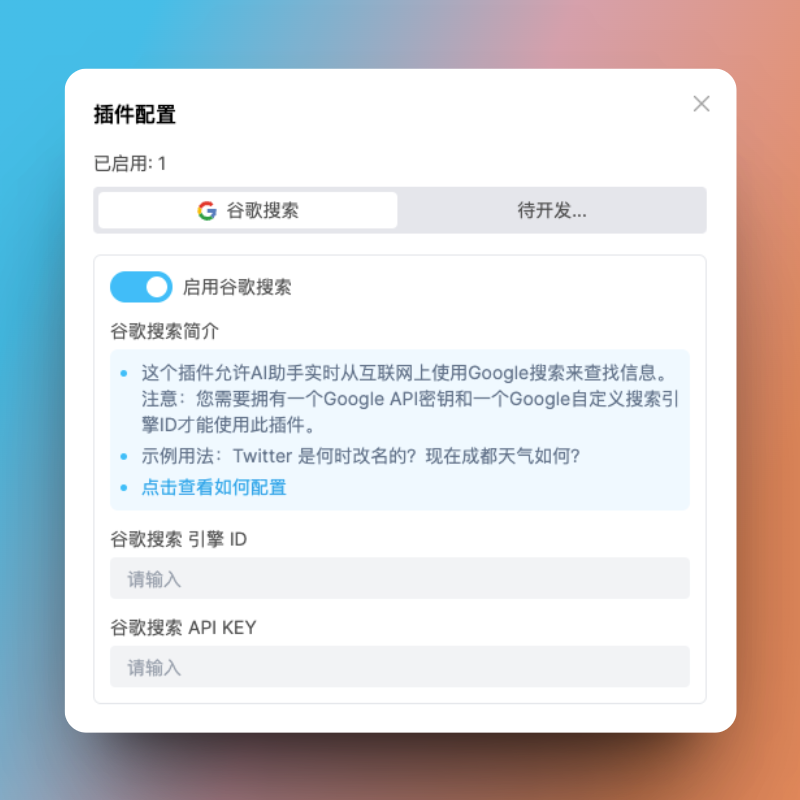 插件配置
已启用: 1
谷歌搜索
待开发...
启用谷歌搜索
谷歌搜索简介
这个插件允许AI助手实时从互联网上使用Google搜索来查找信息。
注意：您需要拥有一个Google API密钥和一个Google自定义搜索引
擎ID才能使用此插件。
示例用法：Twitter 是何时改名的？现在成都天气如何？
点击查看如何配置
谷歌搜索 引擎 ID
请输入
谷歌搜索 API KEY
请输入